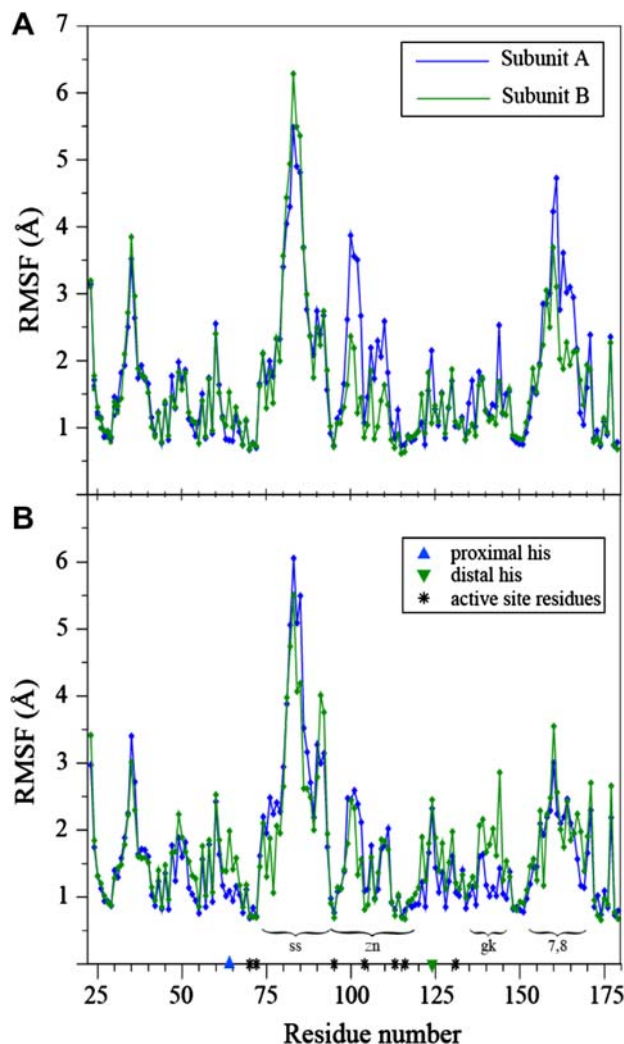 A
7
6
5
4
3
2
1
RMSF (Å)
Subunit A
Subunit B
B
6
5
4
3
2
1
RMSF (Å)
proximal his
distal his
active site residues
ss
zn
gk
7,8
25
50
75
100
125
150
175
Residue number